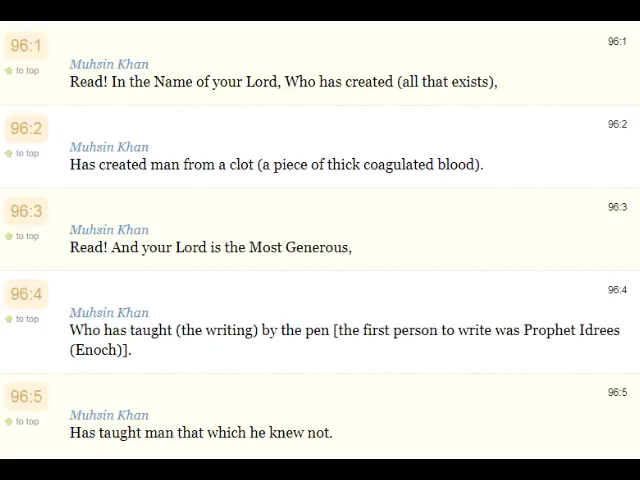 96:1
96:1
to top
Muhsin Khan
Read! In the Name of your Lord, Who has created (all that exists),
96:2
96:2
to top
Muhsin Khan
Has created man from a clot (a piece of thick coagulated blood).
96:3
96:3
to top
Muhsin Khan
Read! And your Lord is the Most Generous,
96:4
96:4
to top
Muhsin Khan
Who has taught (the writing) by the pen [the first person to write was Prophet Idrees
(Enoch)].
96:5
96:5
to top
Muhsin Khan
Has taught man that which he knew not.